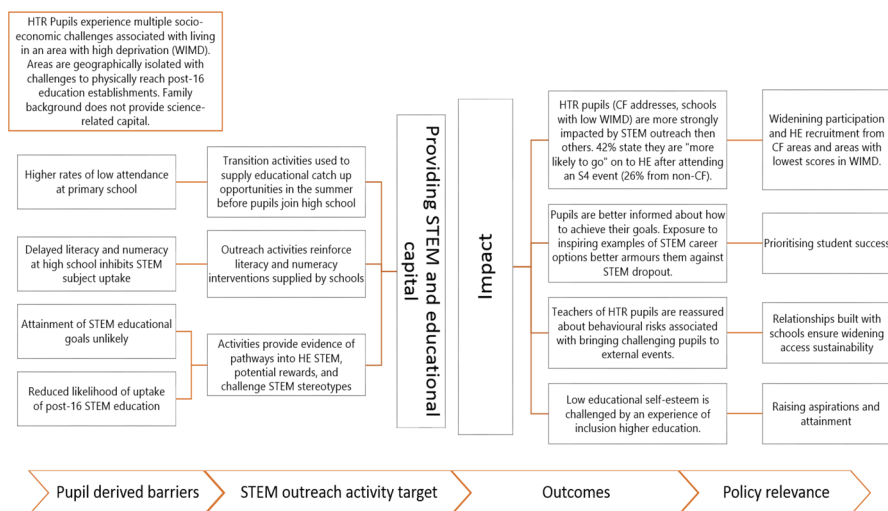 HTR Pupils experience multiple socio-
economic challenges associated with living
in an area with high deprivation (WIMD).
Areas are geographically isolated with
challenges to physically reach post-16
education establishments. Family
background does not provide science-
related capital.
Higher rates of low attendance
at primary school
Delayed literacy and numeracy
at high school inhibits STEM
subject uptake
Attainment of STEM educational
goals unlikely
Reduced likelihood of uptake
of post-16 STEM education
Transition activities used to
supply educational catch up
opportunities in the summer
before pupils join high school
Outreach activities reinforce
literacy and numeracy
interventions supplied by schools
Activities provide evidence of
pathways into HE STEM,
potential rewards, and
challenge STEM stereotypes
Providing STEM and educational
capital
Impact
HTR pupils (CF addresses, schools
with low WIMD) are more strongly
impacted by STEM outreach then
others. 42% state they are "more
likely to go" on to HE after attending
an S4 event (26% from non-CF).
Pupils are better informed about how
to achieve their goals. Exposure to
inspiring examples of STEM career
options better armours them against
STEM dropout.
Teachers of HTR pupils are reassured
about behavioural risks associated
with bringing challenging pupils to
external events.
Low educational self-esteem is
challenged by an experience of
inclusion higher education.
Widenining participation
and HE recruitment from
CF areas and areas with
lowest scores in WIMD.
Prioritising student success
Relationships built with
schools ensure widening
access sustainability
Raising aspirations and
attainment
Pupil derived barriers
STEM outreach activity target
Outcomes
Policy relevance